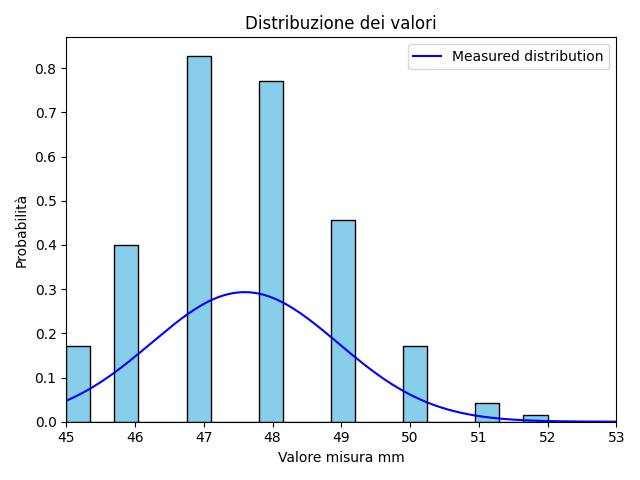 Distribuzione dei valori
Measured distribution
Probabilità
0.8
0.7
0.6
0.5
0.4
0.3
0.2
0.1
0.0
45 46 47 48 49 50 51 52 53
Valore misura mm